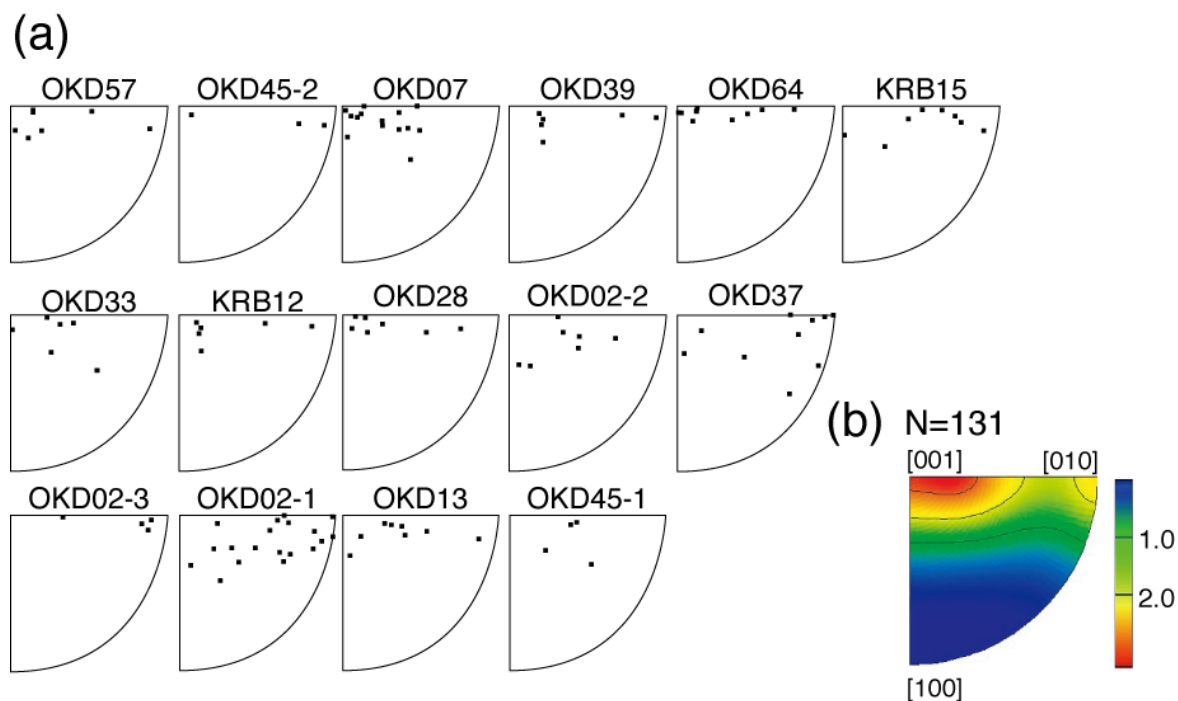 (a)
OKD57 OKD45-2 OKD07 OKD39 OKD64 KRB15
OKD33 KRB12 OKD28 OKD02-2 OKD37
(b) N=131
[001] [010]
OKD02-3 OKD02-1 OKD13 OKD45-1
1.0
2.0
[100]